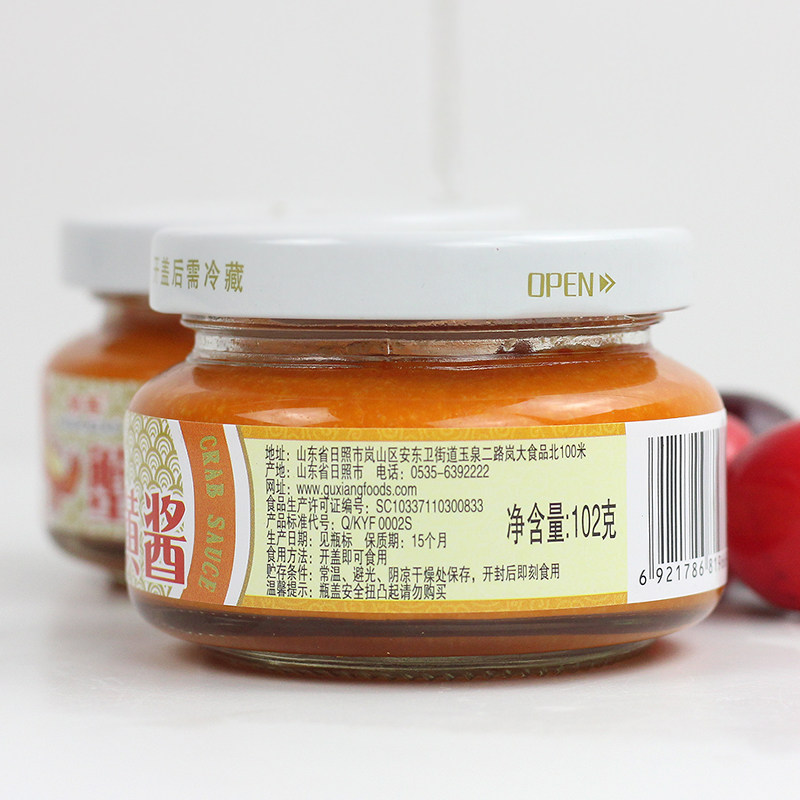 开盖后需冷藏
OPEN
CRAB SAUCE
黄酱
地址：山东省日照市岚山区安东卫街道玉泉二路岚大食品北100米
产地：山东省日照市 电话：0535-6392222
网址：www.guxiangfoods.com
食品生产许可证编号：SC10337110300833
产品标准代号：Q/KYF 0002S
生产日期：见瓶标 保质期：15个月
食用方法：开盖即可食用
贮存条件：常温、避光、阴凉干燥处保存，开封后即刻食用
温馨提示：瓶盖安全扭凸起请勿购买
净含量:102克
6 921786